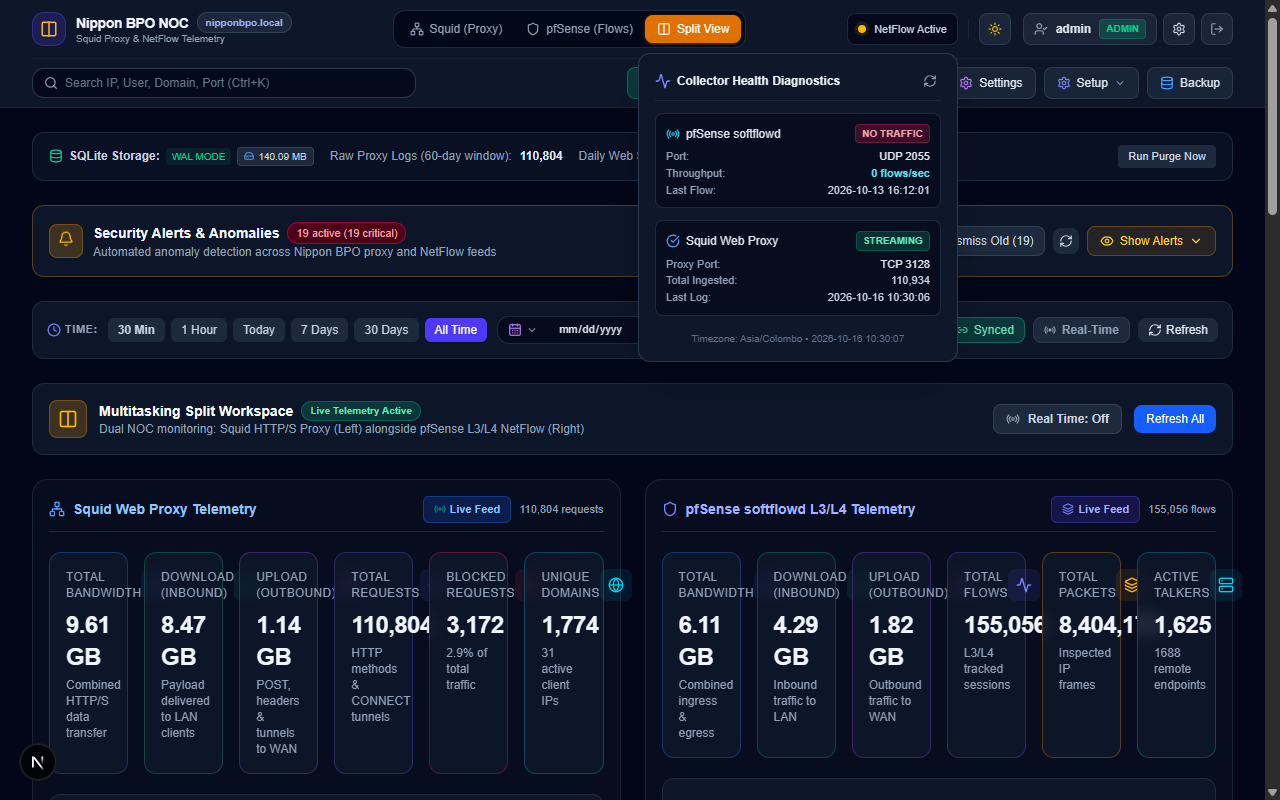 Nippon BPO NOC nipponbpo.local
Squid Proxy & NetFlow Telemetry
Squid (Proxy) pfSense (Flows) Split View
NetFlow Active
admin ADMIN
Search IP, User, Domain, Port (Ctrl+K)
Settings Setup Backup
Collector Health Diagnostics
pfSense softflowd NO TRAFFIC
Port: UDP 2055
Throughput: 0 flows/sec
Last Flow: 2026-10-13 16:12:01
Squid Web Proxy STREAMING
Proxy Port: TCP 3128
Total Ingested: 110,934
Last Log: 2026-10-16 10:30:06
Timezone: Asia/Colombo • 2026-10-16 10:30:07
SQLite Storage: WAL MODE 140.09 MB Raw Proxy Logs (60-day window): 110,804 Daily Web
Run Purge Now
Security Alerts & Anomalies 19 active (19 critical)
Automated anomaly detection across Nippon BPO proxy and NetFlow feeds
smiss Old (19) Show Alerts
TIME: 30 Min 1 Hour Today 7 Days 30 Days All Time mm/dd/yyyy
Synced Real-Time Refresh
Multitasking Split Workspace Live Telemetry Active
Dual NOC monitoring: Squid HTTP/S Proxy (Left) alongside pfSense L3/L4 NetFlow (Right)
Real Time: Off Refresh All
Squid Web Proxy Telemetry Live Feed 110,804 requests
TOTAL
BANDWIDTH
9.61
GB
Combined
HTTP/S
data
transfer
DOWNLOAD
(INBOUND)
8.47
GB
Payload
delivered
to LAN
clients
UPLOAD
(OUTBOUND)
1.14
GB
POST,
headers
&
tunnels
to WAN
TOTAL
REQUESTS
110,804
HTTP
methods
&
CONNECT
tunnels
BLOCKED
REQUESTS
3,172
2.9% of
total
traffic
UNIQUE
DOMAINS
1,774
31
active
client
IPs
pfSense softflowd L3/L4 Telemetry Live Feed 155,056 flows
TOTAL
BANDWIDTH
6.11
GB
Combined
ingress
&
egress
DOWNLOAD
(INBOUND)
4.29
GB
Inbound
traffic to
LAN
UPLOAD
(OUTBOUND)
1.82
GB
Outbound
traffic to
WAN
TOTAL
FLOWS
155,056
L3/L4
tracked
sessions
TOTAL
PACKETS
8,404,1
Inspected
IP
frames
ACTIVE
TALKERS
1,625
1688
remote
endpoints
N